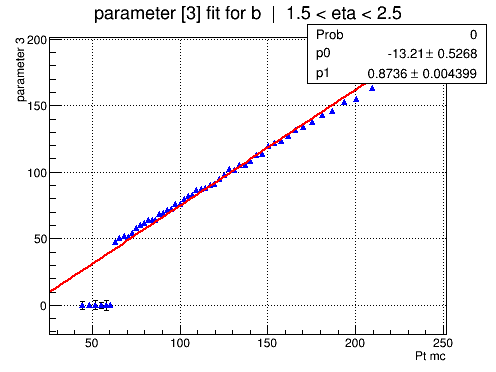 parameter [3] fit for b | 1.5 < eta < 2.5
Prob 0
p0 -13.21 ± 0.5268
p1 0.8736 ± 0.004399
parameter 3
200
150
100
50
0
50 100 150 200 250
Pt mc